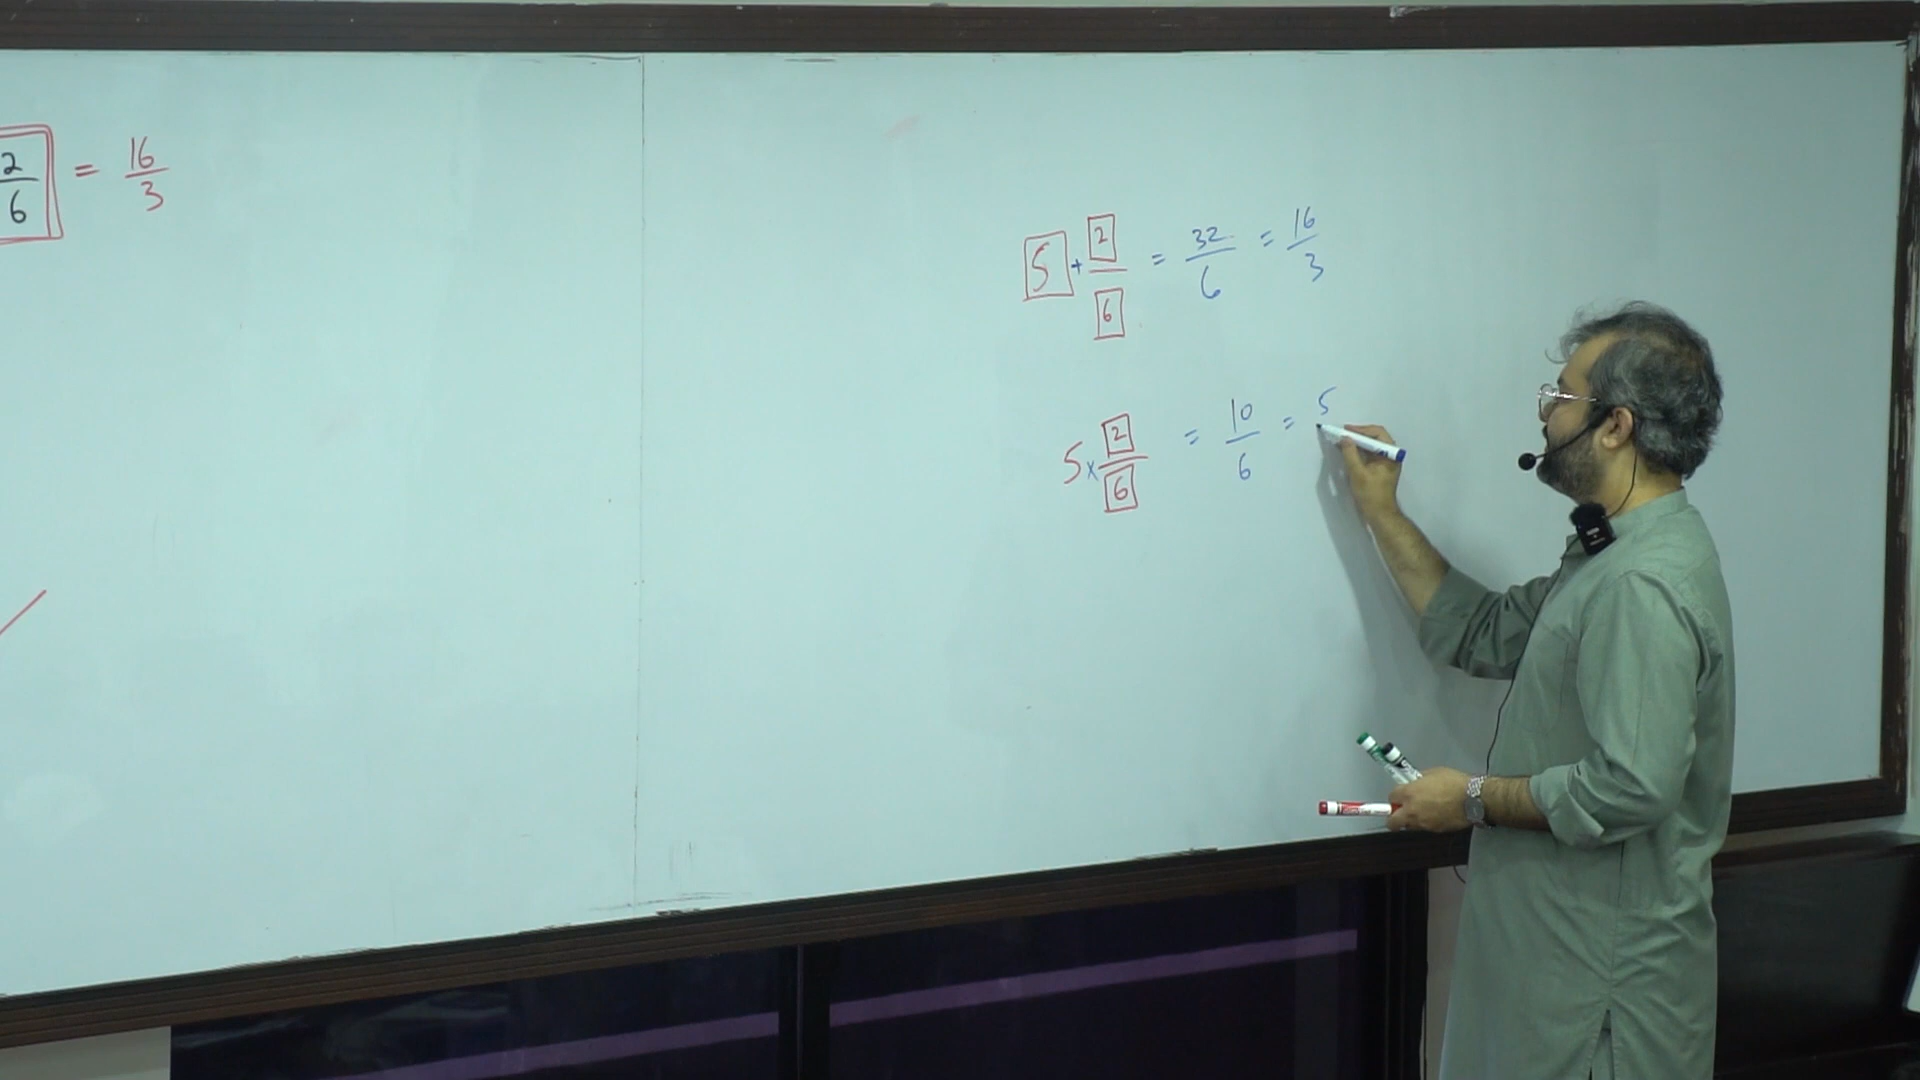 2/6 = 16/3
5 + 2/6 = 32/6 = 16/3
5 x 2/6 = 10/6 = 5